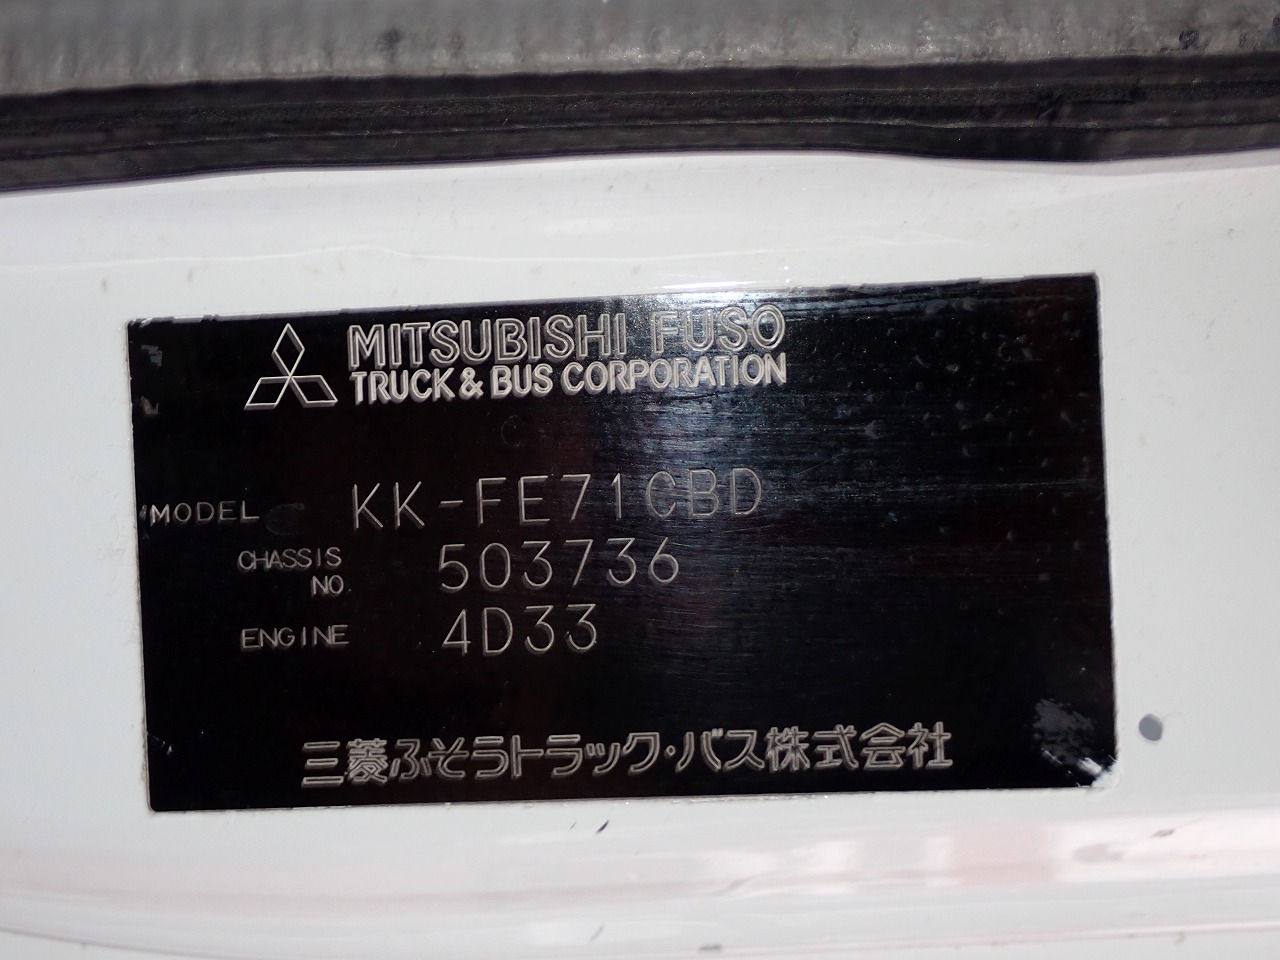 MITSUBISHI FUSO
TRUCK & BUS CORPORATION
MODEL KK-FE71CBD
CHASSIS NO. 503736
ENGINE 4D33
三菱ふそうトラック・バス株式会社